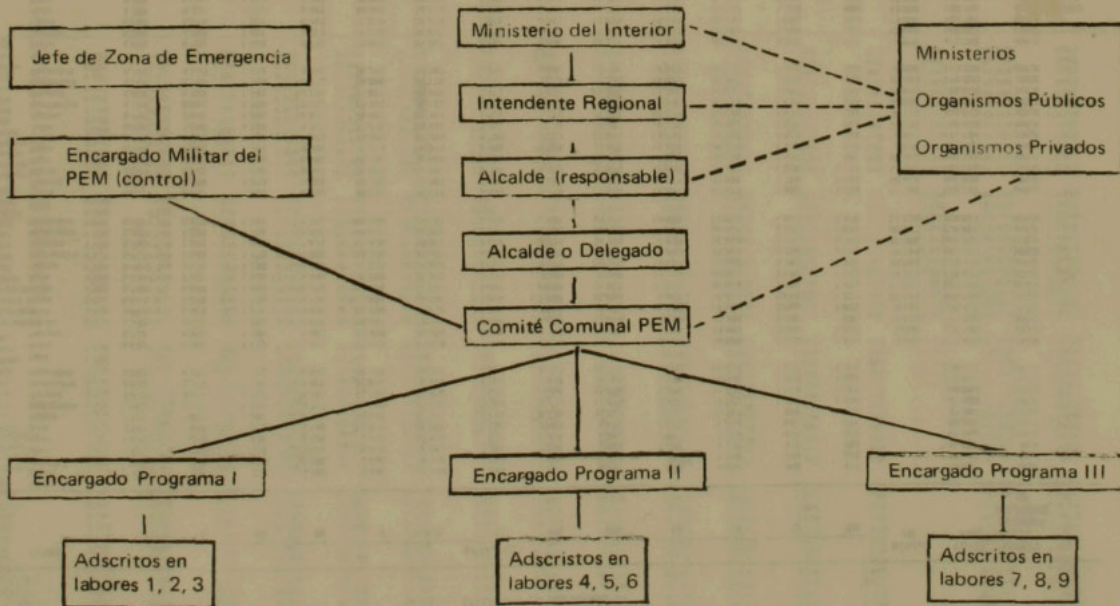 Jefe de Zona de Emergencia
Encargado Militar del
PEM (control)
Ministerio del Interior
Intendente Regional
Alcalde (responsable)
Alcalde o Delegado
Comité Comunal PEM
Ministerios
Organismos Públicos
Organismos Privados
Encargado Programa I
Encargado Programa II
Encargado Programa III
Adscritos en
labores 1, 2, 3
Adscristos en
labores 4, 5, 6
Adscritos en
labores 7, 8, 9